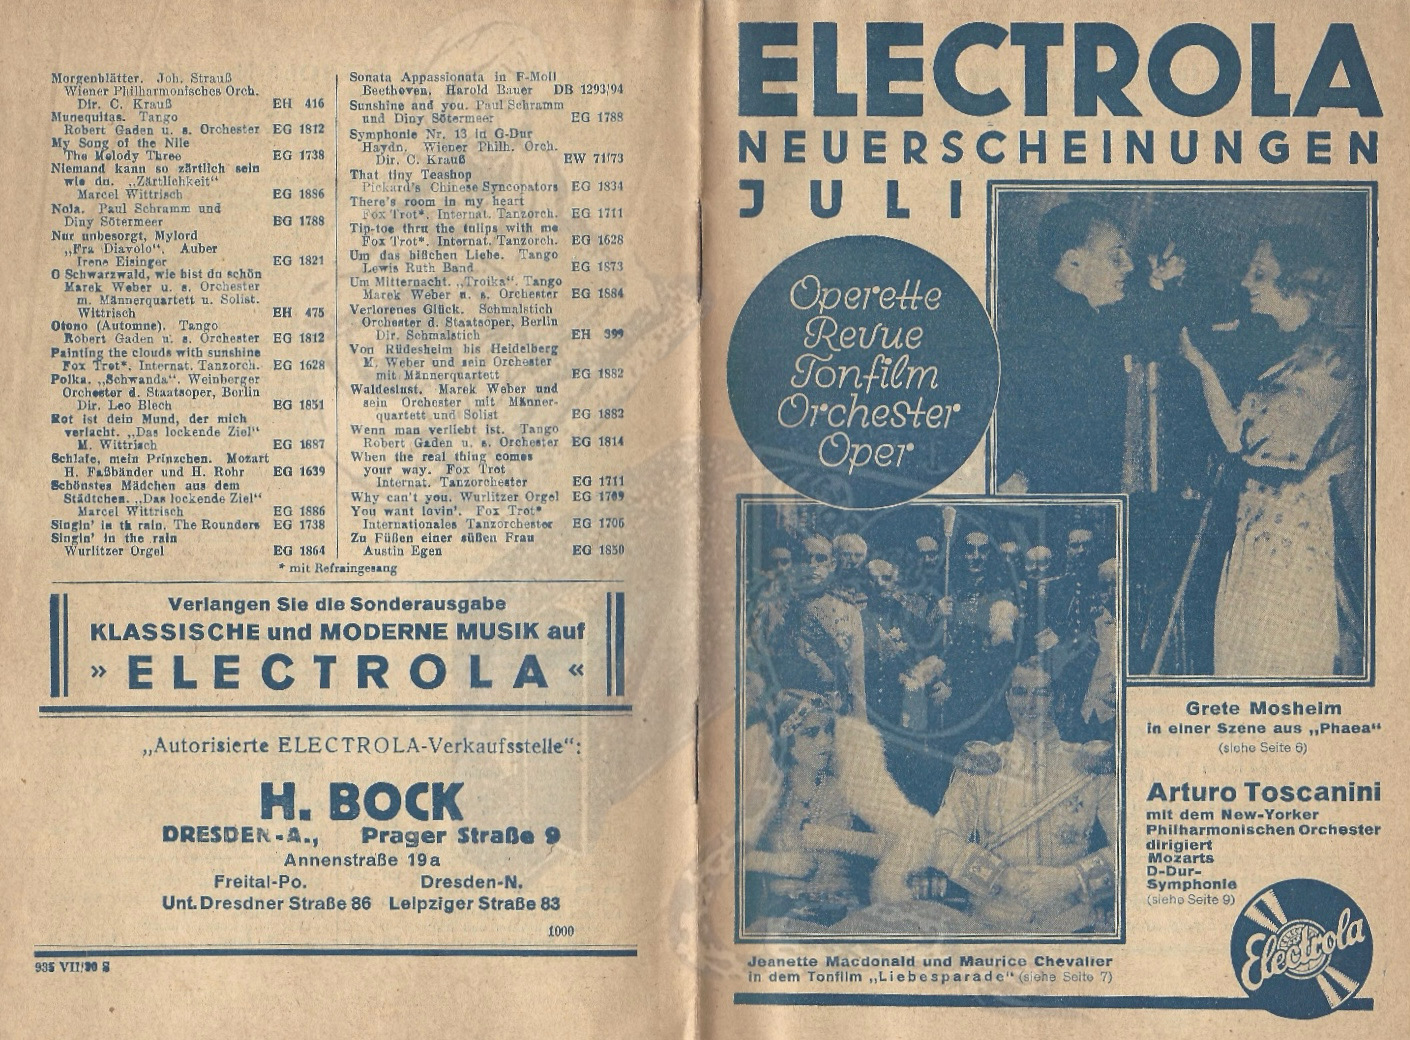 Morgenblätter. Joh. Strauß
Wiener Philharmonisches Orch.
Dir. C. Krauß EH 416
Munequitas. Tango
Robert Gaden u. s. Orchester EG 1812
My Song of the Nile
The Melody Three EG 1738
Niemand kann so zärtlich sein
wie du. „Zärtlichkeit“
Marcel Wittrisch EG 1886
Nola. Paul Schramm und
Diny Sötermeer BG 1788
Nur unbesorgt, Mylord
„Fra Diavolo“. Auber
Irene Eisinger EG 1821
O Schwarzwald, wie bist du schön
Marek Weber u. s. Orchester
m. Männerquartett u. Solist.
Wittrisch EH 475
Otono (Automne). Tango
Robert Gaden u. s. Orchester EG 1812
Painting the clouds with sunshine
Fox Trot*. Internat. Tanzorch. EG 1628
Polka. „Schwanda“. Weinberger
Orchester d. Staatsoper, Berlin
Dir. Leo Blech EG 1851
Rot ist dein Mund, der mich
verlacht. „Das lockende Ziel“
M. Wittrisch EG 1887
Schlafe, mein Prinzchen. Mozart
H. Faßbänder und H. Rohr EG 1639
Schönstes Mädchen aus dem
Städtchen. „Das lockende Ziel“
Marcel Wittrisch EG 1886
Singin' in th rain. The Rounders EG 1738
Singin' in the rain
Wurlitzer Orgel EG 1864
Sonata Appassionata in F-Moll
Beethoven, Harold Bauer DB 1293/94
Sunshine and you. Paul Schramm
und Diny Sötermeer EG 1788
Symphonie Nr. 13 in G-Dur
Haydn. Wiener Philh. Orch.
Dir. C. Krauß EW 71/73
That tiny Teashop
Pickard's Chinese Syncopators EG 1834
There's room in my heart
Fox Trot*. Internat. Tanzorch. EG 1711
Tip-toe thru the tulips with me
Fox Trot*. Internat. Tanzorch. EG 1628
Um das bißchen Liebe. Tango
Lewis Ruth Band EG 1873
Um Mitternacht. „Troika“. Tango
Marek Weber u. s. Orchester EG 1884
Verlorenes Glück. Schmalstich
Orchester d. Staatsoper, Berlin
Dir. Schmalstich EH 399
Von Rüdesheim bis Heidelberg
M. Weber und sein Orchester
mit Männerquartett EG 1882
Waldeslust. Marek Weber und
sein Orchester mit Männer-
quartett und Solist EG 1882
Wenn man verliebt ist. Tango
Robert Gaden u. s. Orchester EG 1814
When the real thing comes
your way. Fox Trot
Internat. Tanzorchester EG 1711
Why can't you. Wurlitzer Orgel EG 1709
You want lovin'. Fox Trot*
Internationales Tanzorchester EG 1706
Zu Füßen einer süßen Frau
Austin Egen EG 1850
* mit Refraingesang
Verlangen Sie die Sonderausgabe
KLASSISCHE und MODERNE MUSIK auf
» ELECTROLA «
„Autorisierte ELECTROLA-Verkaufsstelle“:
H. BOCK
DRESDEN-A., Prager Straße 9
Annenstraße 19a
Freital-Po. Dresden-N.
Unt. Dresdner Straße 86 Leipziger Straße 83
1000
935 VII/30 S
ELECTROLA
NEUERSCHEINUNGEN
JULI
Operette
Revue
Tonfilm
Orchester
Oper
Grete Mosheim
in einer Szene aus „Phaea“
(siehe Seite 6)
Arturo Toscanini
mit dem New-Yorker
Philharmonischen Orchester
dirigiert
Mozarts
D-Dur-
Symphonie
(siehe Seite 9)
Electrola
Jeanette Macdonald und Maurice Chevalier
in dem Tonfilm „Liebesparade“ (siehe Seite 7)